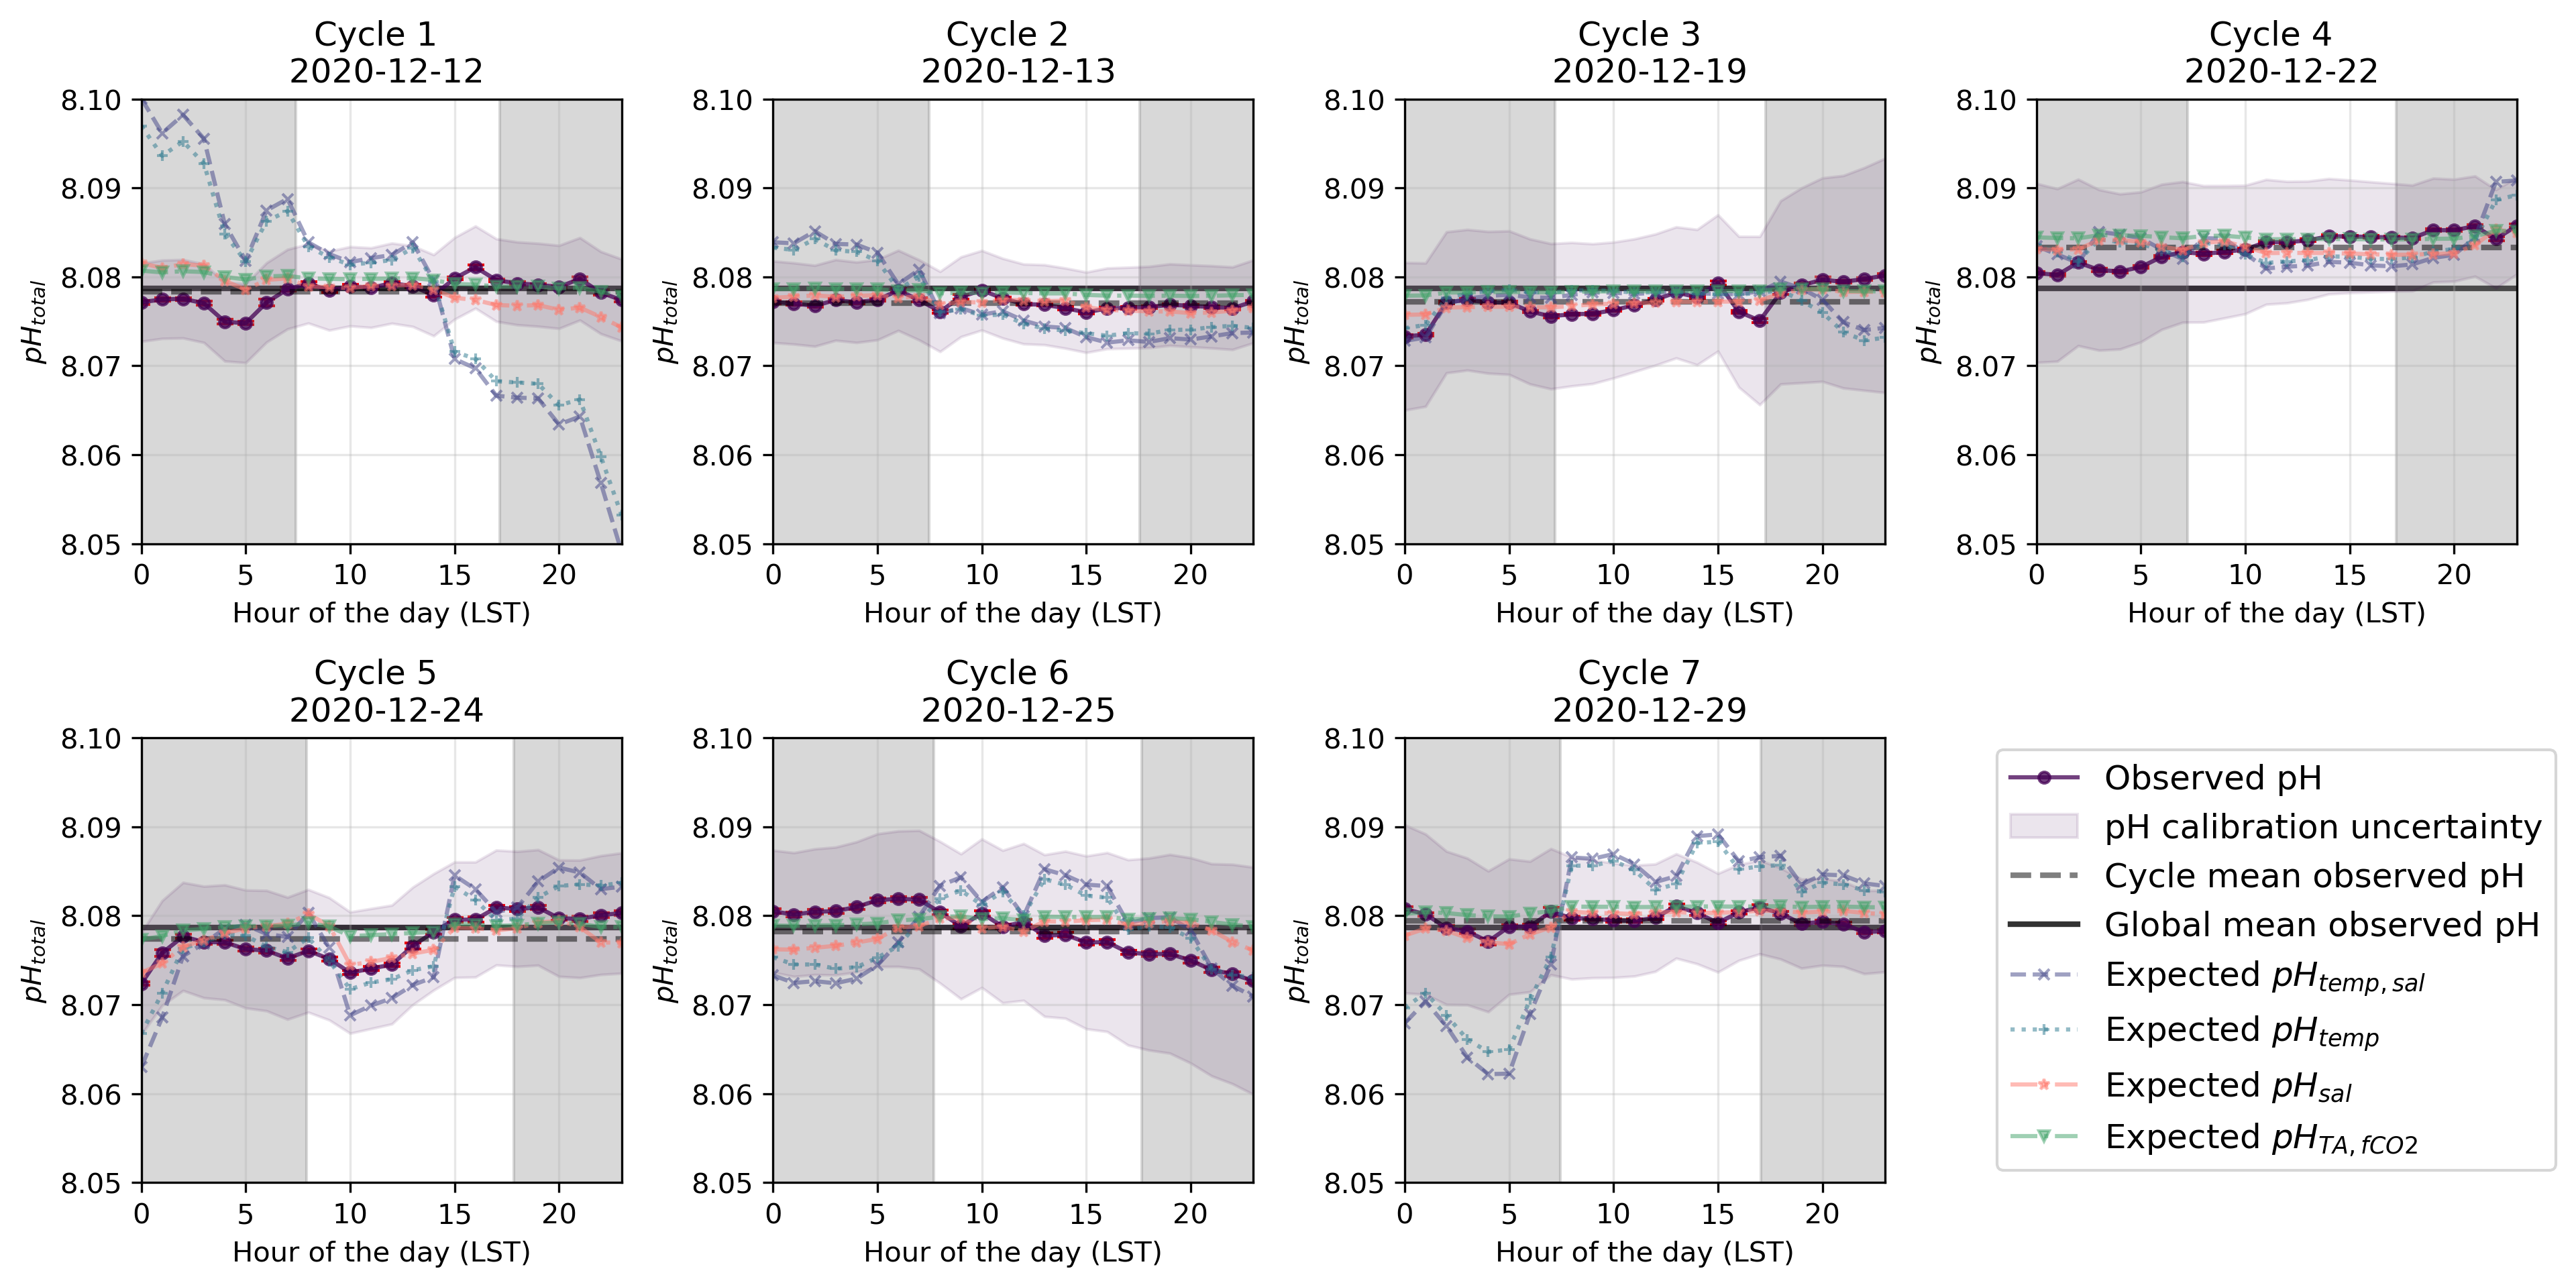 Cycle 1
2020-12-12
Cycle 2
2020-12-13
Cycle 3
2020-12-19
Cycle 4
2020-12-22
8.10
8.09
8.08
8.07
8.06
8.05
pH_total
0 5 10 15 20
Hour of the day (LST)
8.10
8.09
8.08
8.07
8.06
8.05
pH_total
0 5 10 15 20
Hour of the day (LST)
8.10
8.09
8.08
8.07
8.06
8.05
pH_total
0 5 10 15 20
Hour of the day (LST)
8.10
8.09
8.08
8.07
8.06
8.05
pH_total
0 5 10 15 20
Hour of the day (LST)
Cycle 5
2020-12-24
Cycle 6
2020-12-25
Cycle 7
2020-12-29
8.10
8.09
8.08
8.07
8.06
8.05
pH_total
0 5 10 15 20
Hour of the day (LST)
8.10
8.09
8.08
8.07
8.06
8.05
pH_total
0 5 10 15 20
Hour of the day (LST)
8.10
8.09
8.08
8.07
8.06
8.05
pH_total
0 5 10 15 20
Hour of the day (LST)
Observed pH
pH calibration uncertainty
Cycle mean observed pH
Global mean observed pH
Expected pH_temp,sal
Expected pH_temp
Expected pH_sal
Expected pH_TA,fCO2